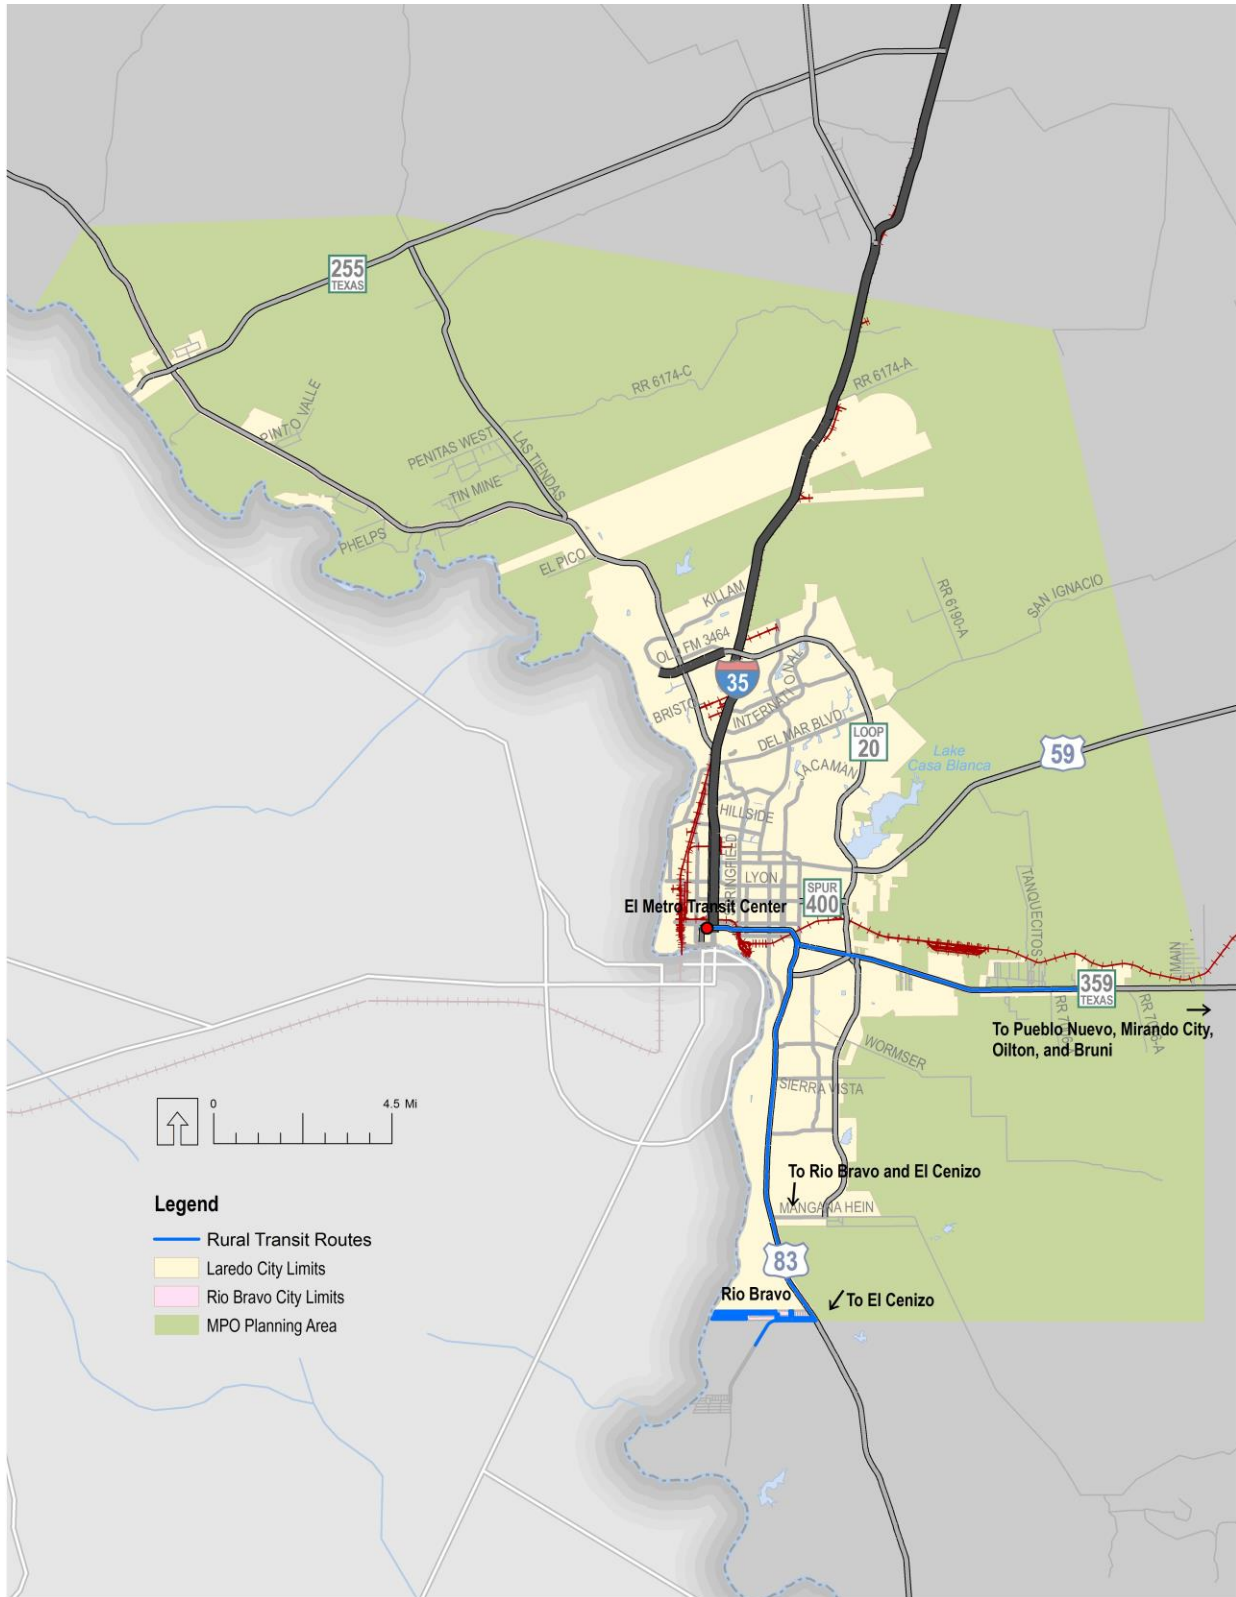 255
TEXAS
RR 6174-C
RR 6174-A
PINTO VALLE
PENITAS WEST
LAS TIENDAS
TIN MINE
PHELPS
EL PICO
KILLAM
RR 6190-A
SAN IGNACIO
OLD FM 3464
35
INTERNATIONAL
BRISTOL
DEL MAR BLVD
LOOP
20
Lake
Casa Blanca
59
JACAMAN
HILLSIDE
SPRINGFIELD
LYON
SPUR
400
TANQUECITOS
El Metro Transit Center
MAIN
359
TEXAS
To Pueblo Nuevo, Mirando City,
Oilton, and Bruni
WORMSER
SIERRA VISTA
0 4.5 Mi
To Rio Bravo and El Cenizo
MANGANA HEIN
83
Rio Bravo
To El Cenizo
Legend
Rural Transit Routes
Laredo City Limits
Rio Bravo City Limits
MPO Planning Area